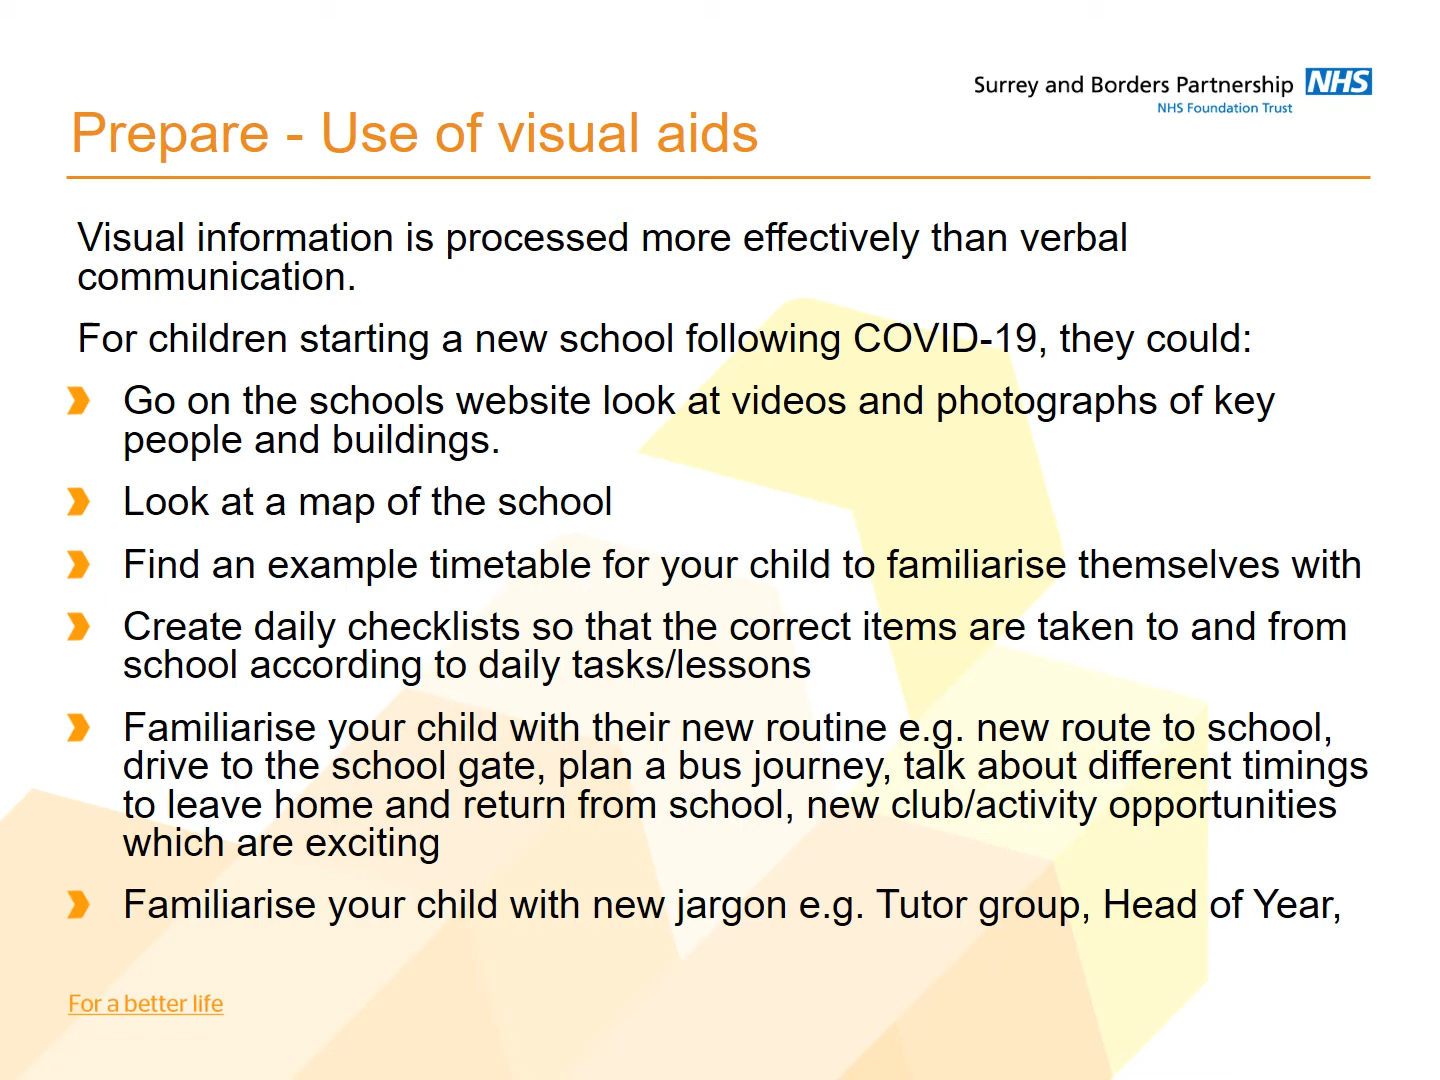 Surrey and Borders Partnership NHS
NHS Foundation Trust
Prepare - Use of visual aids
Visual information is processed more effectively than verbal
communication.
For children starting a new school following COVID-19, they could:
Go on the schools website look at videos and photographs of key
people and buildings.
Look at a map of the school
Find an example timetable for your child to familiarise themselves with
Create daily checklists so that the correct items are taken to and from
school according to daily tasks/lessons
Familiarise your child with their new routine e.g. new route to school,
drive to the school gate, plan a bus journey, talk about different timings
to leave home and return from school, new club/activity opportunities
which are exciting
Familiarise your child with new jargon e.g. Tutor group, Head of Year,
For a better life